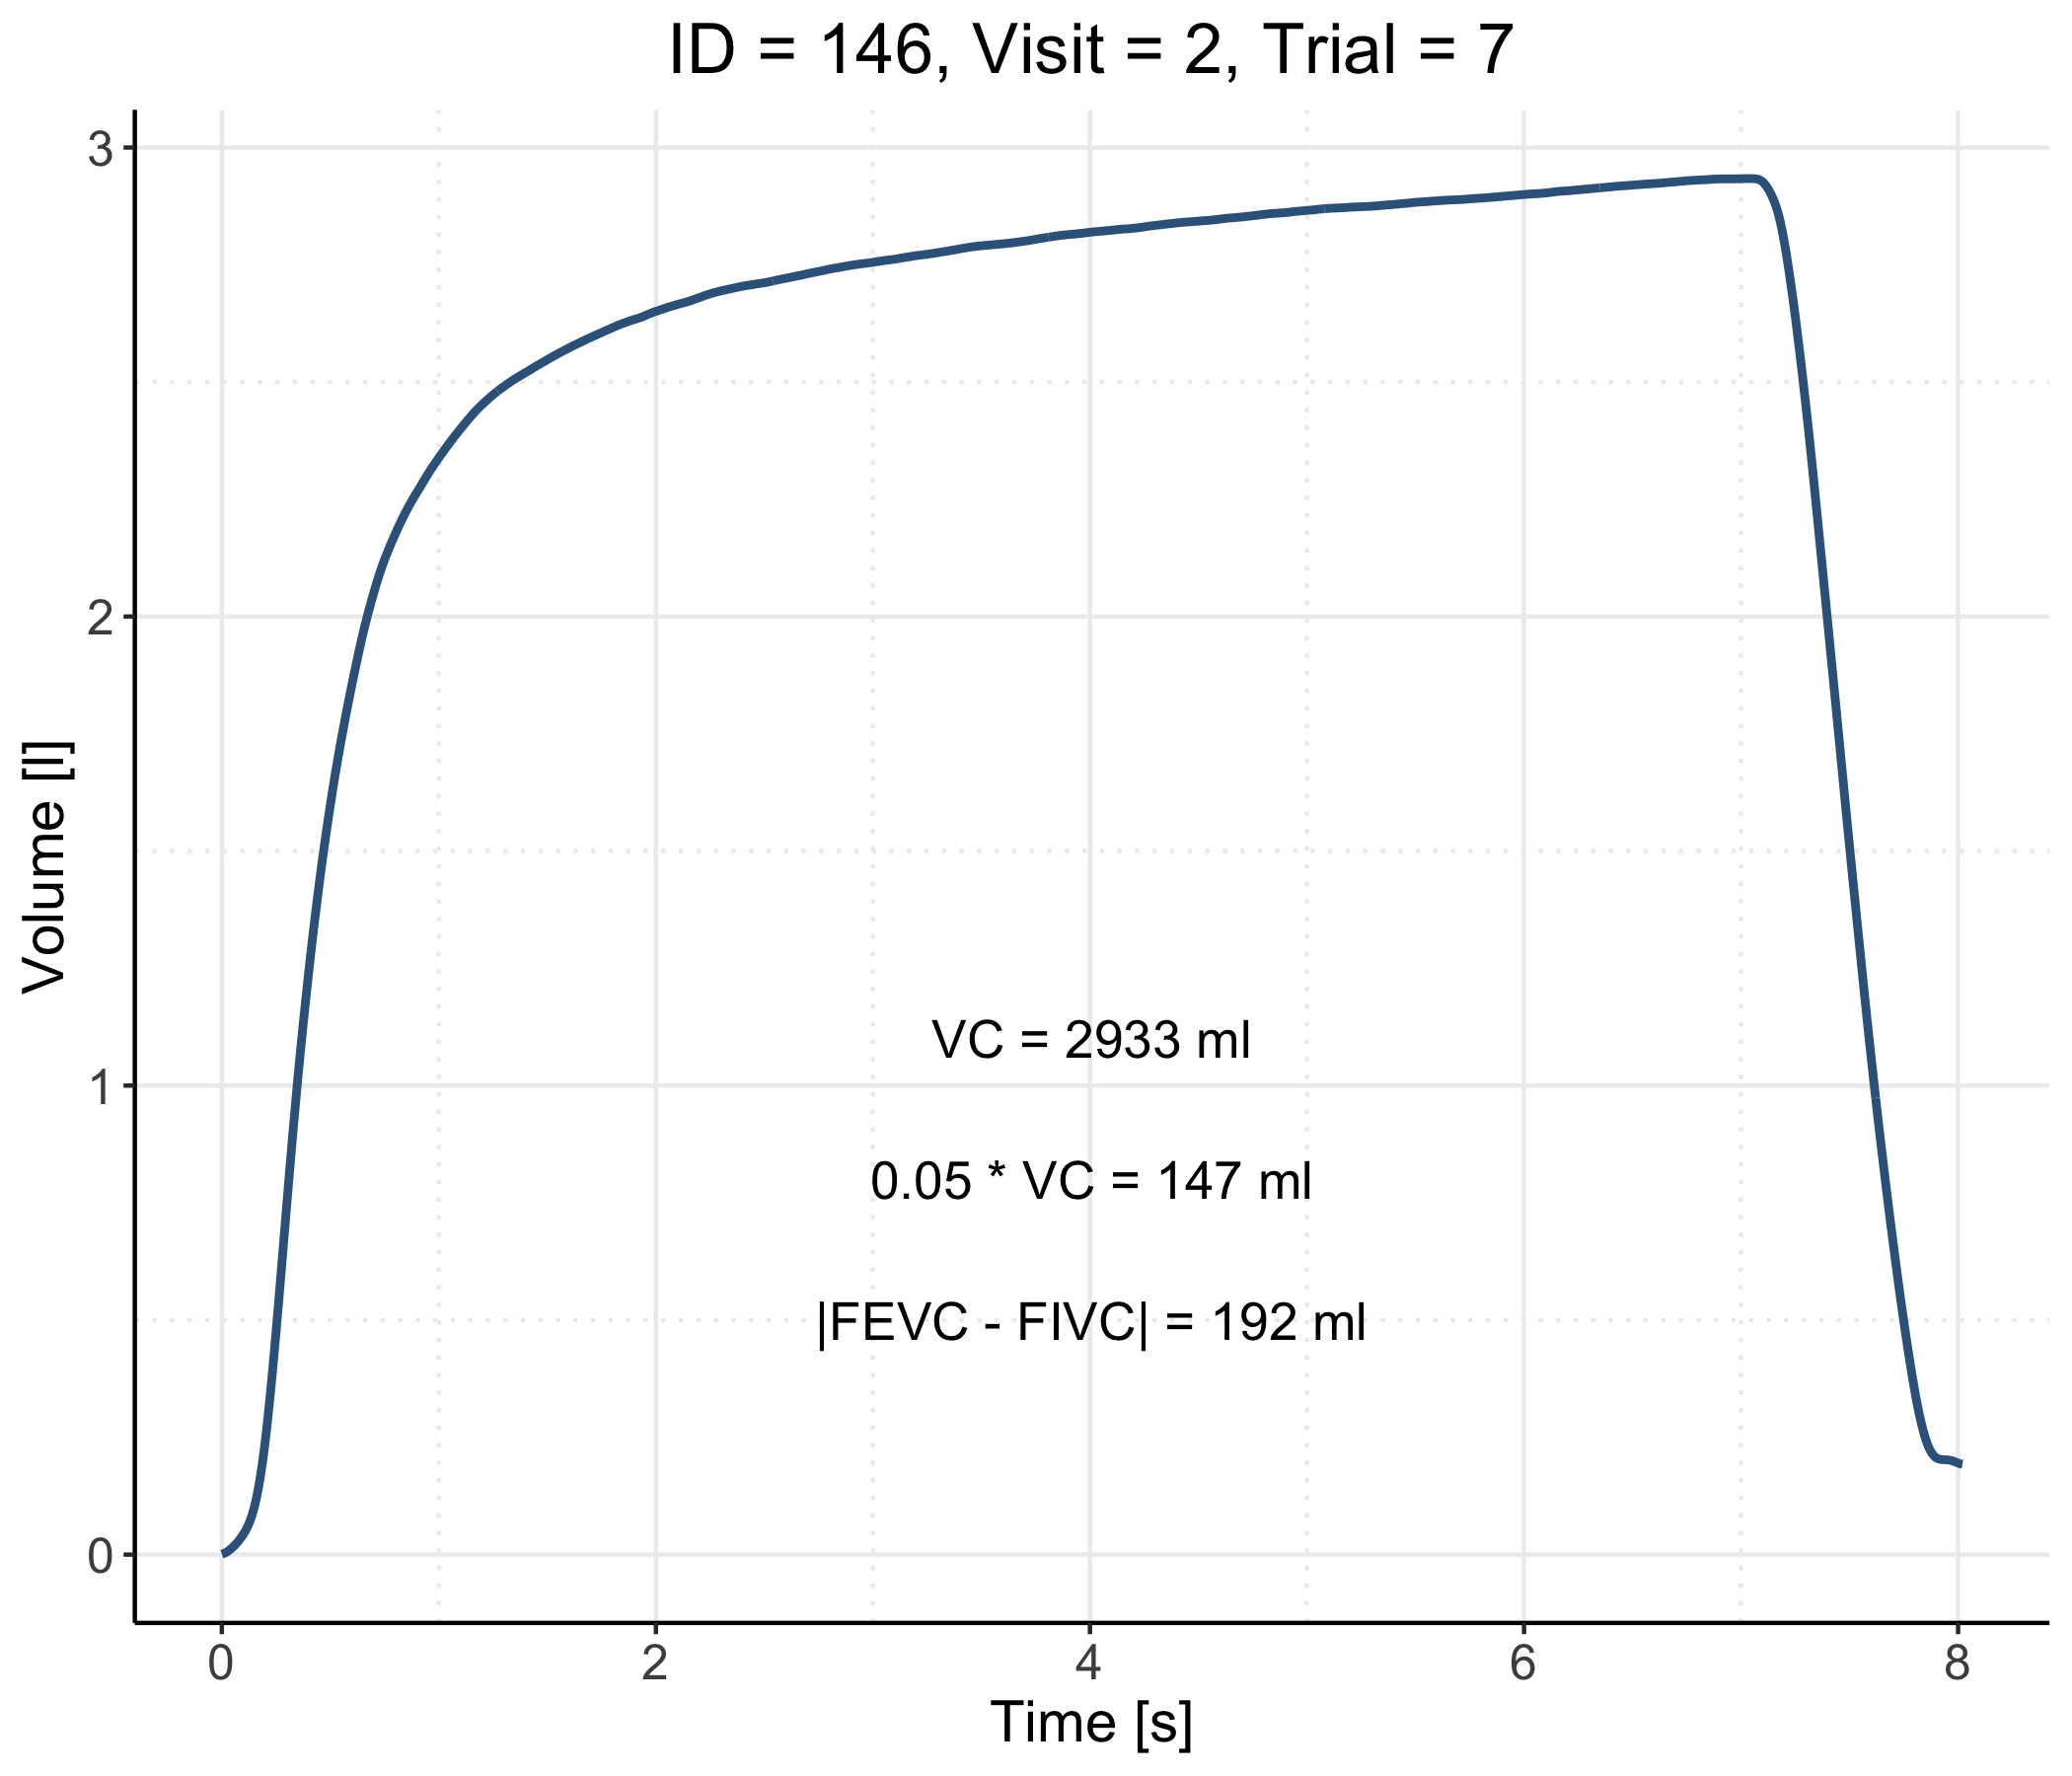 ID = 146, Visit = 2, Trial = 7
3
2
1
0
Volume [l]
VC = 2933 ml
0.05 * VC = 147 ml
|FEVC - FIVC| = 192 ml
0 2 4 6 8
Time [s]